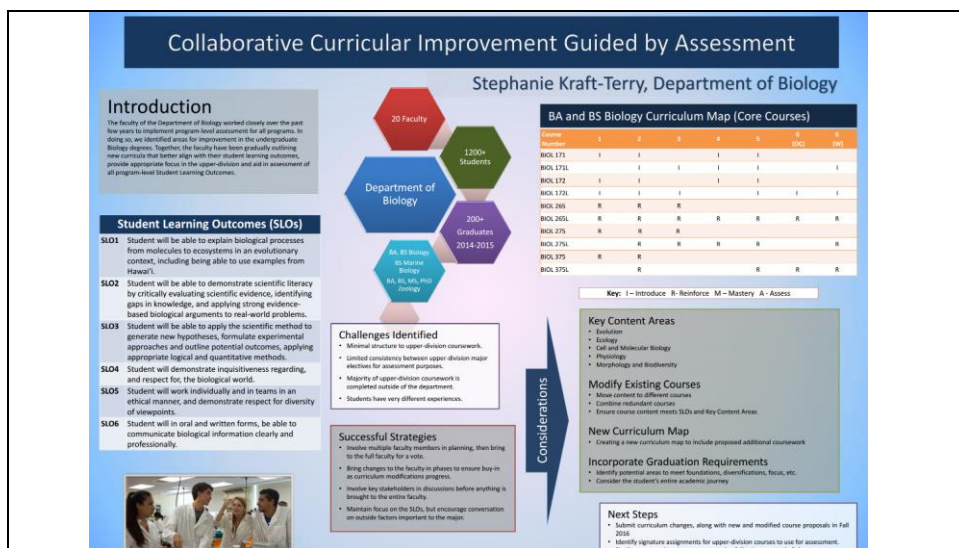 Collaborative Curricular Improvement Guided by Assessment
Stephanie Kraft-Terry, Department of Biology
Introduction
The faculty of the Department of Biology worked closely over the past
few years to implement program-level assessment for all programs. In
doing so, we identified areas for improvement in the undergraduate
Biology degrees. Together, the faculty have been gradually outlining
new curricula that better align with their student learning outcomes,
provide appropriate focus in the upper-division and aid in assessment of
all program-level Student Learning Outcomes.
Student Learning Outcomes (SLOs)
SLO1 Student will be able to explain biological processes
from molecules to ecosystems in an evolutionary
context, including being able to use examples from
Hawai'i.
SLO2 Student will be able to demonstrate scientific literacy
by critically evaluating scientific evidence, identifying
gaps in knowledge, and applying strong evidence-
based biological arguments to real-world problems.
SLO3 Student will be able to apply the scientific method to
generate new hypotheses, formulate experimental
approaches and outline potential outcomes, applying
appropriate logical and quantitative methods.
SLO4 Student will demonstrate inquisitiveness regarding,
and respect for, the biological world.
SLO5 Student will work individually and in teams in an
ethical manner, and demonstrate respect for diversity
of viewpoints.
SLO6 Student will in oral and written forms, be able to
communicate biological information clearly and
professionally.
20 Faculty
1200+
Students
Department of
Biology
200+
Graduates
2014-2015
BA, BS Biology
BS Marine
Biology
BA, BS, MS, PhD
Zoology
Challenges Identified
• Minimal structure to upper-division coursework.
• Limited consistency between upper-division major
electives for assessment purposes.
• Majority of upper-division coursework is
completed outside of the department.
• Students have very different experiences.
Successful Strategies
• Involve multiple faculty members in planning, then bring
to the full faculty for a vote.
• Bring changes to the faculty in phases to ensure buy-in
as curriculum modifications progress.
• Involve key stakeholders in discussions before anything is
brought to the entire faculty.
• Maintain focus on the SLOs, but encourage conversation
on outside factors important to the major.
Considerations
BA and BS Biology Curriculum Map (Core Courses)
Course
Number 1 2 3 4 5 6
(OC) 6
(W)
BIOL 171 I I I I
BIOL 171L I I I I I
BIOL 172 I I I I
BIOL 172L I I I I I I
BIOL 265 R R R
BIOL 265L R R R R R R R
BIOL 275 R R R
BIOL 275L R R R R R
BIOL 375 R R
BIOL 375L R R R R
Key: I – Introduce R- Reinforce M – Mastery A - Assess
Key Content Areas
• Evolution
• Ecology
• Cell and Molecular Biology
• Physiology
• Morphology and Biodiversity
Modify Existing Courses
• Move content to different courses
• Combine redundant courses
• Ensure course content meets SLOs and Key Content Areas
New Curriculum Map
• Creating a new curriculum map to include proposed additional coursework
Incorporate Graduation Requirements
• Identify potential areas to meet foundations, diversifications, focus, etc.
• Consider the student's entire academic journey
Next Steps
• Submit curriculum changes, along with new and modified course proposals in Fall
2016
• Identify signature assignments for upper-division courses to use for assessment.